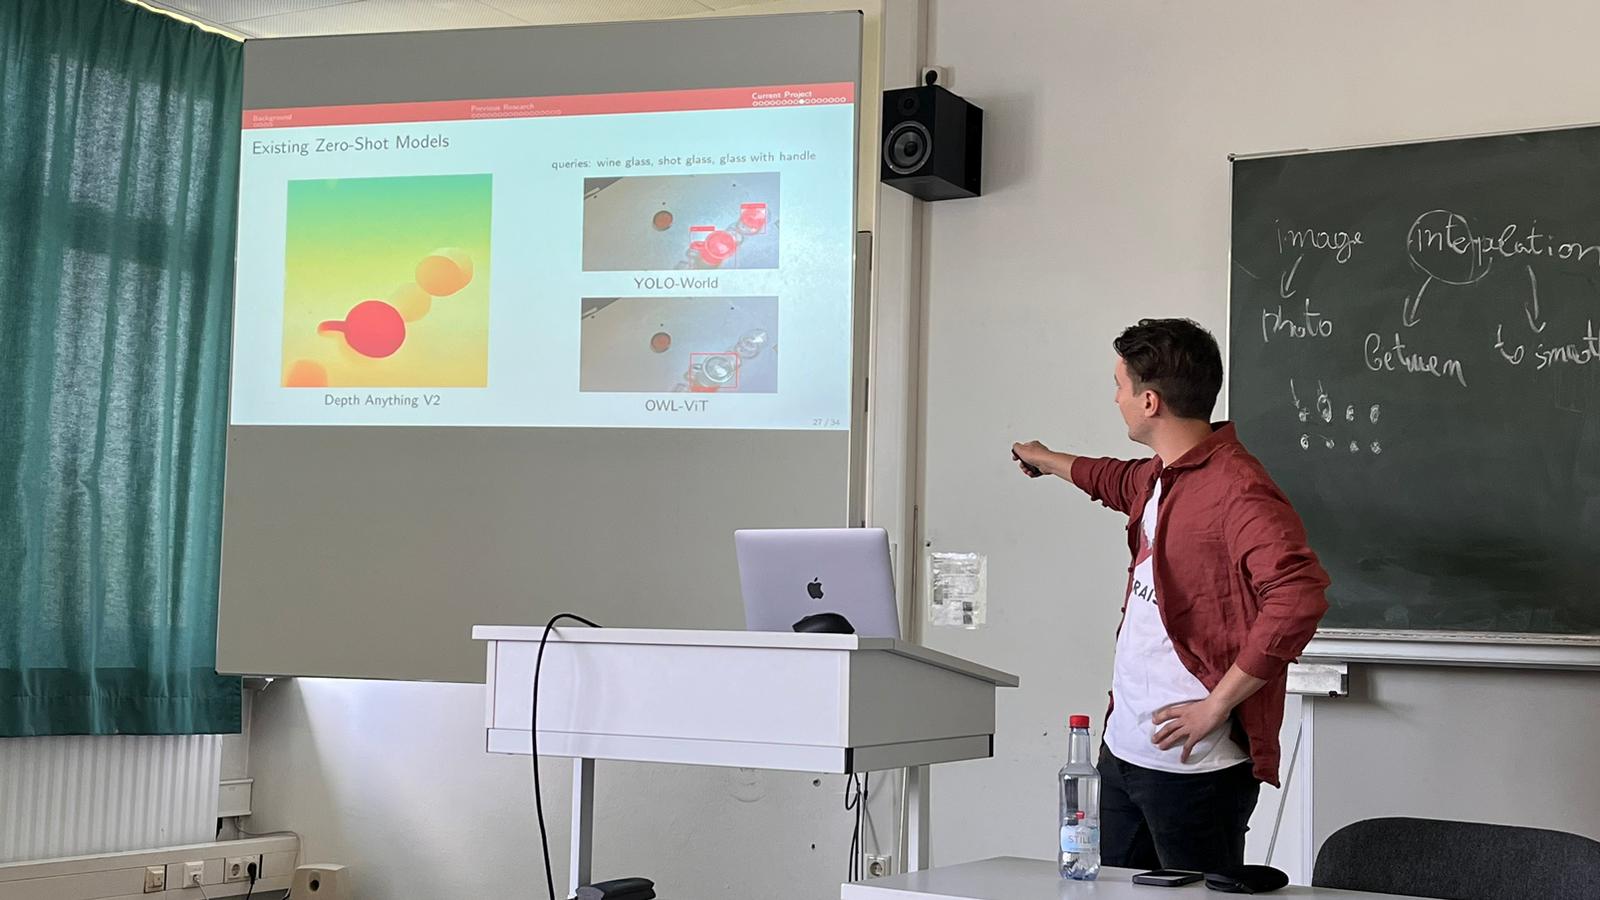 Background
Previous Research
Current Project
Existing Zero-Shot Models
queries: wine glass, shot glass, glass with handle
YOLO-World
Depth Anything V2
OWL-ViT
27 / 34
image
photo
Between
to smoot
RAIS
STILL